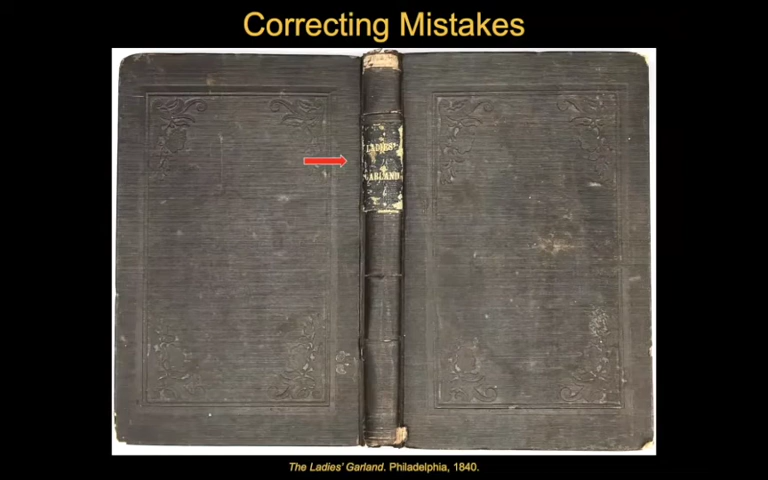 Correcting Mistakes
LADIES'
GARLAND
The Ladies' Garland. Philadelphia, 1840.